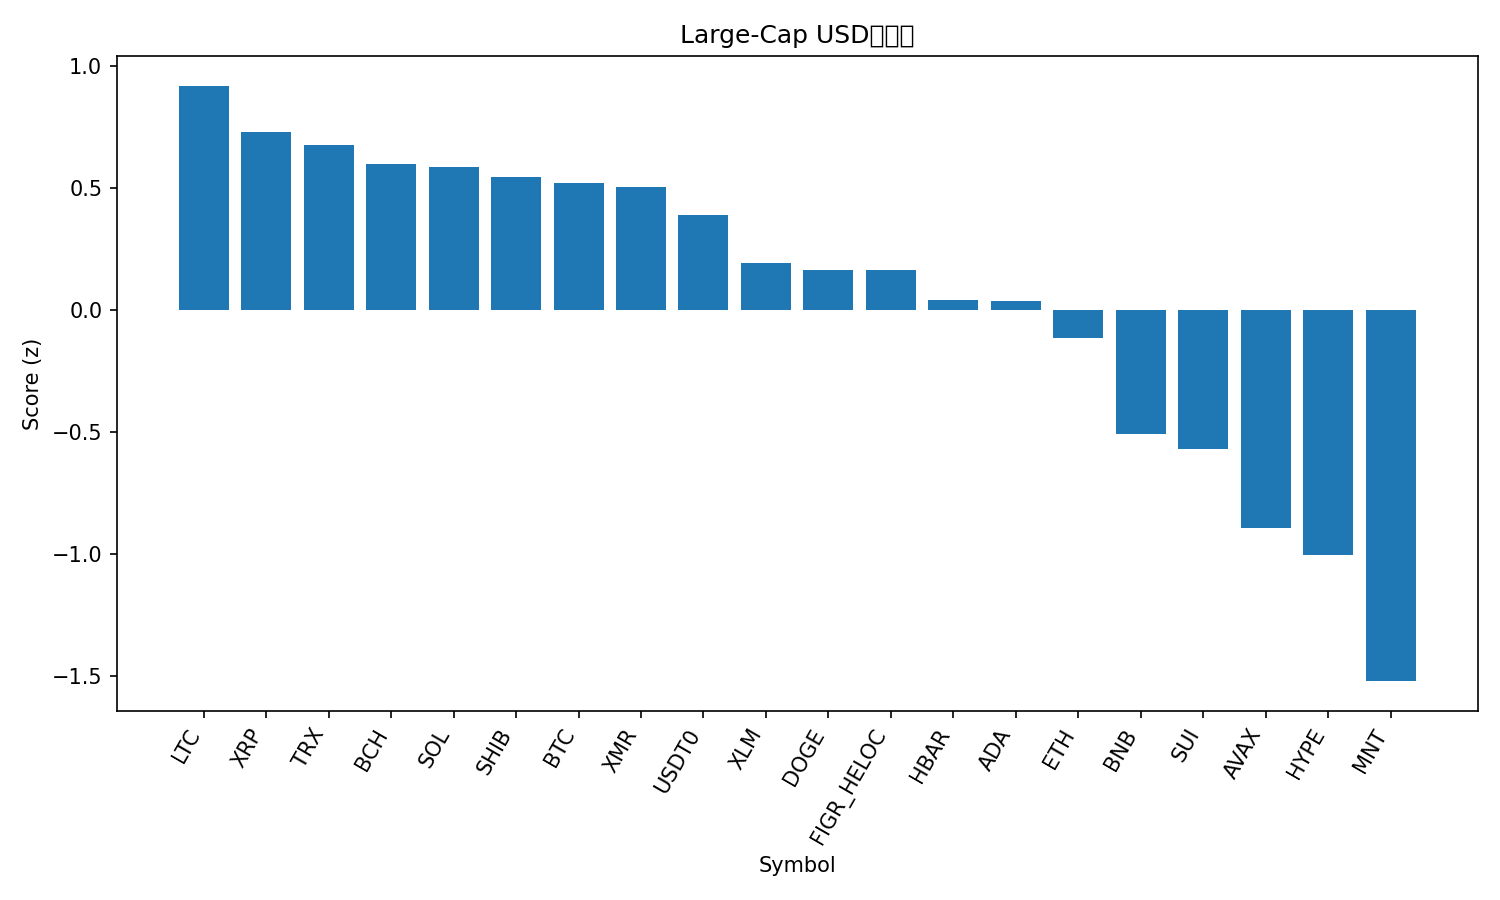 Large-Cap USD
1.0
0.5
0.0
−0.5
−1.0
−1.5
Score (z)
LTC
XRP
TRX
BCH
SOL
SHIB
BTC
XMR
USDT0
XLM
DOGE
FIGR_HELOC
HBAR
ADA
ETH
BNB
SUI
AVAX
HYPE
MNT
Symbol